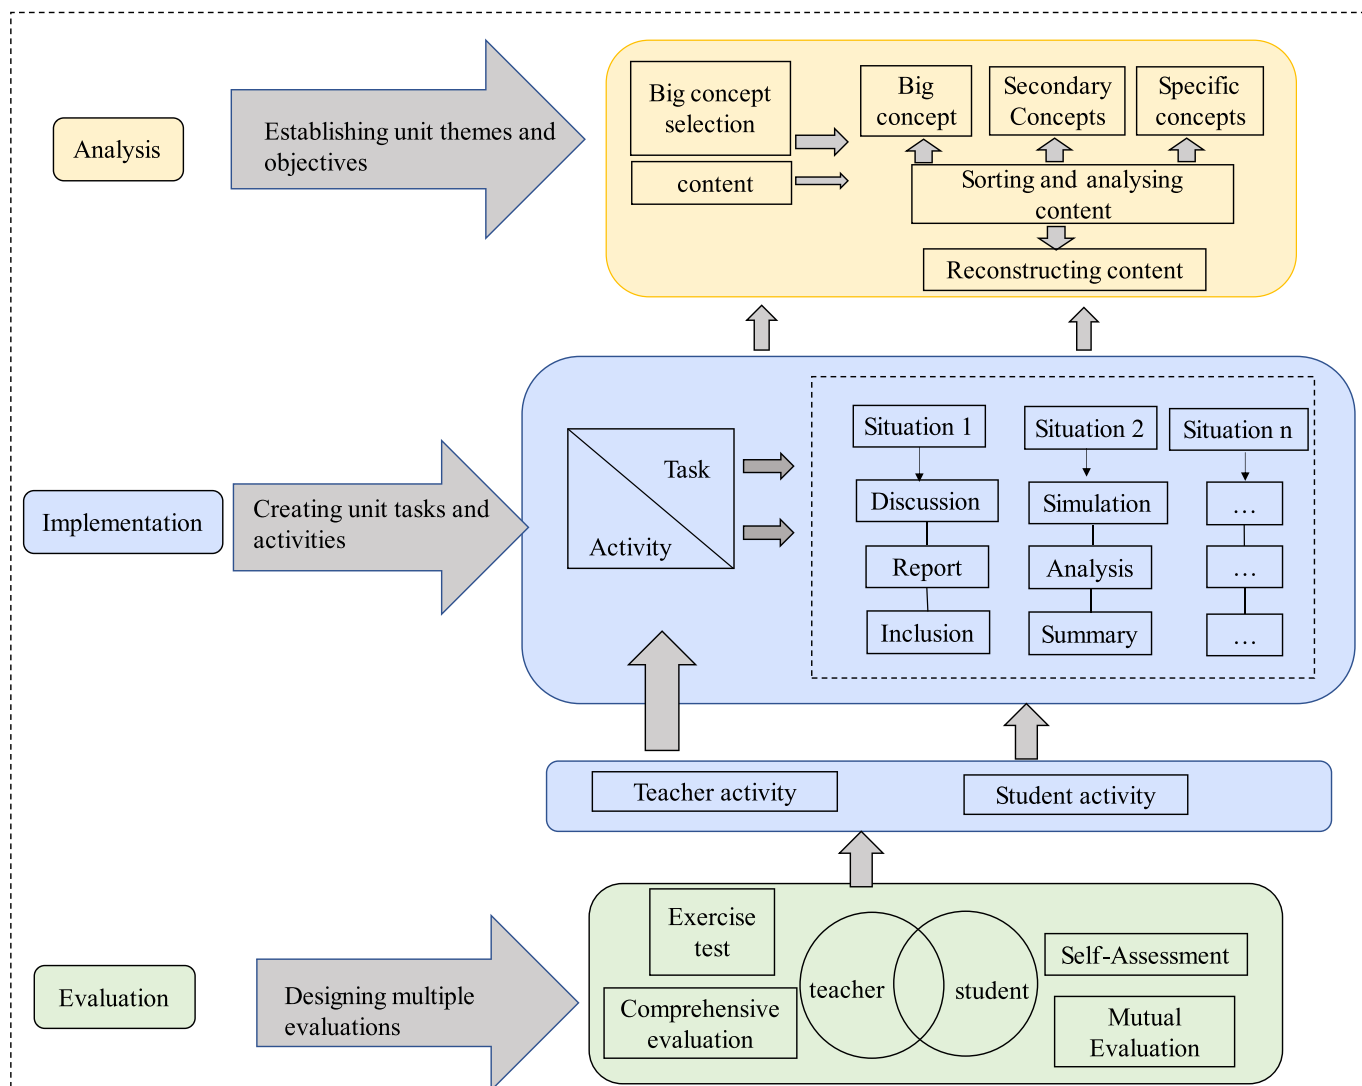 Analysis
Establishing unit themes and
objectives
Big concept
selection
content
Big
concept
Secondary
Concepts
Specific
concepts
Sorting and analysing
content
Reconstructing content
Implementation
Creating unit tasks and
activities
Task
Activity
Situation 1
Discussion
Report
Inclusion
Situation 2
Simulation
Analysis
Summary
Situation n
...
...
...
Teacher activity
Student activity
Evaluation
Designing multiple
evaluations
Exercise
test
Comprehensive
evaluation
teacher
student
Self-Assessment
Mutual
Evaluation